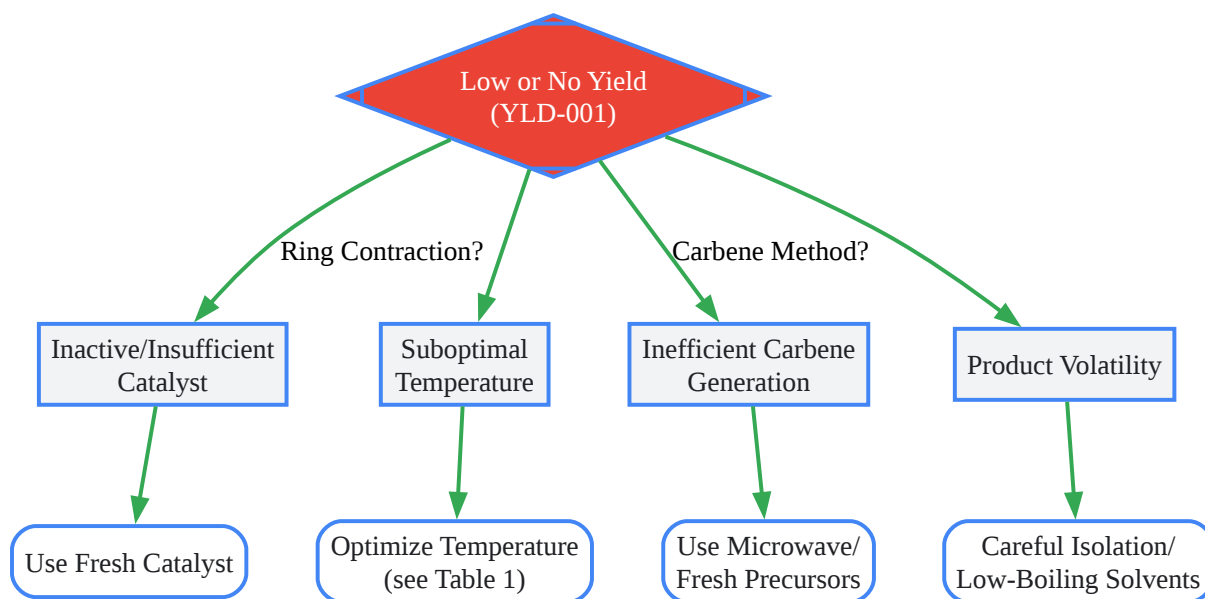 Low or No Yield
(YLD-001)
Ring Contraction?
Carbene Method?
Inactive/Insufficient
Catalyst
Suboptimal
Temperature
Inefficient Carbene
Generation
Product Volatility
Use Fresh Catalyst
Optimize Temperature
(see Table 1)
Use Microwave/
Fresh Precursors
Careful Isolation/
Low-Boiling Solvents